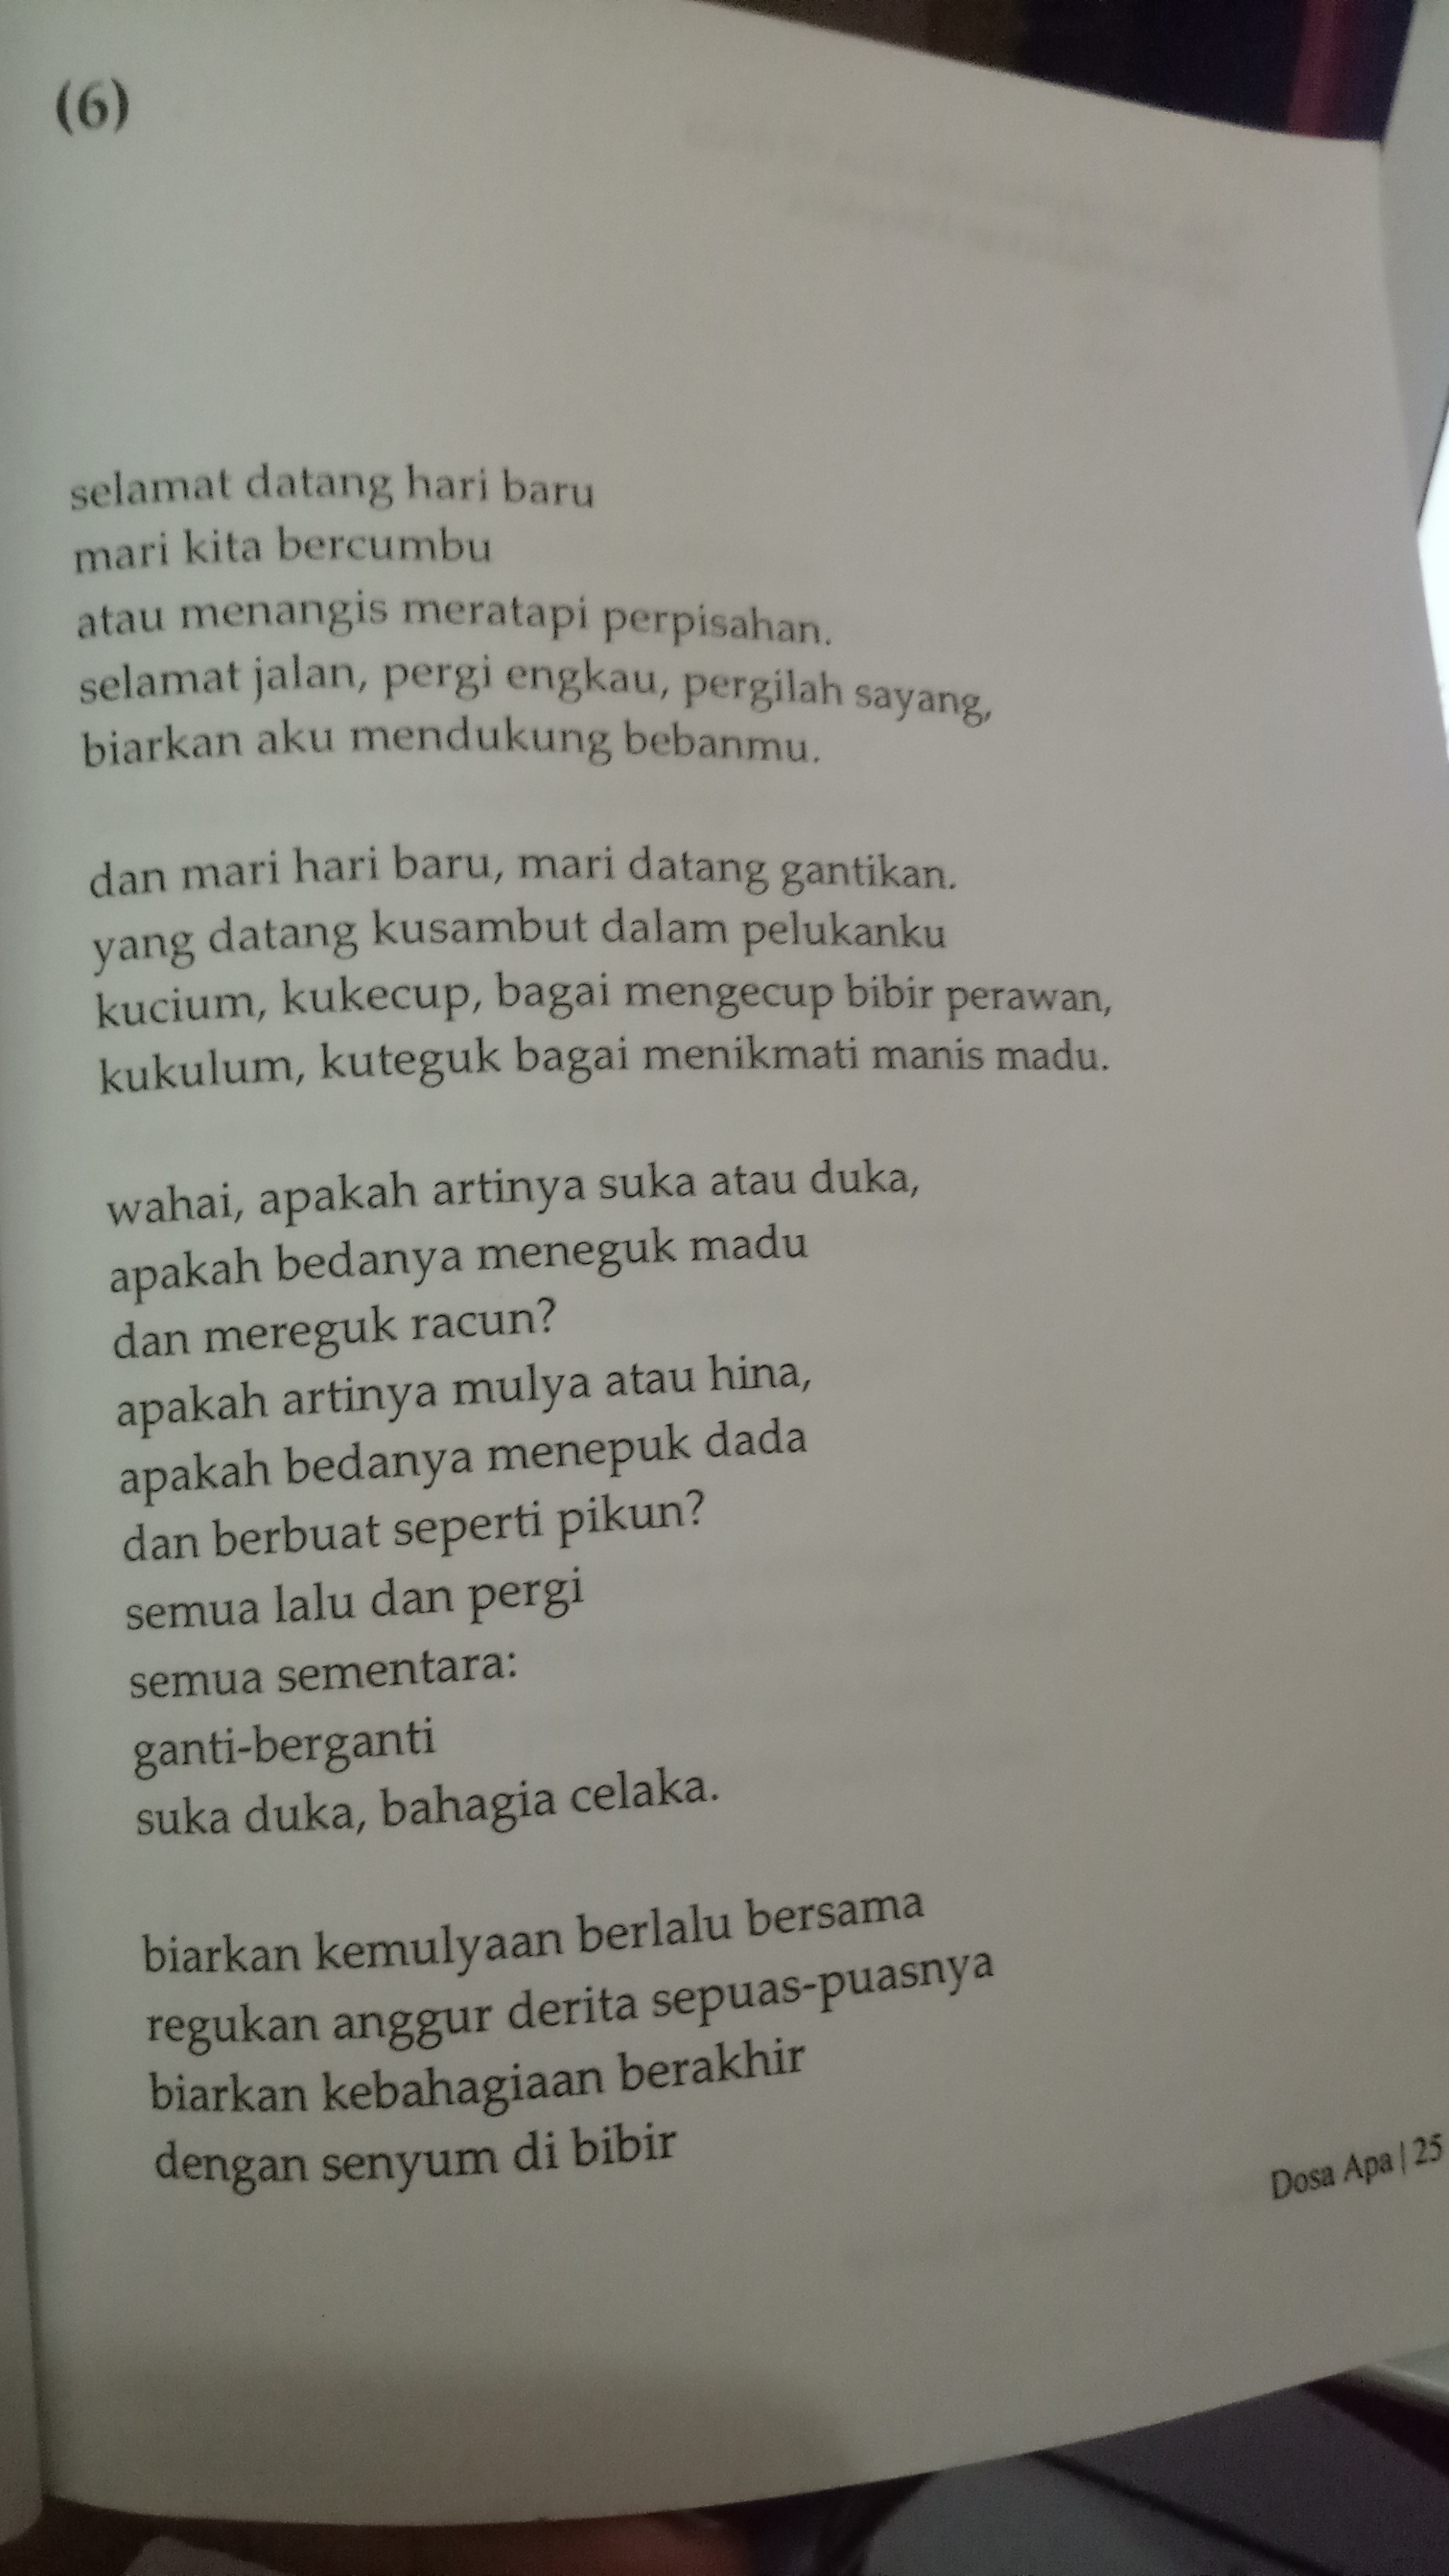 (6)
selamat datang hari baru
mari kita bercumbu
atau menangis meratapi perpisahan.
selamat jalan, pergi engkau, pergilah sayang,
biarkan aku mendukung bebanmu.
dan mari hari baru, mari datang gantikan.
yang datang kusambut dalam pelukanku
kucium, kukecup, bagai mengecup bibir perawan,
kukulum, kuteguk bagai menikmati manis madu.
wahai, apakah artinya suka atau duka,
apakah bedanya meneguk madu
dan mereguk racun?
apakah artinya mulya atau hina,
apakah bedanya menepuk dada
dan berbuat seperti pikun?
semua lalu dan pergi
semua sementara:
ganti-berganti
suka duka, bahagia celaka.
biarkan kemulyaan berlalu bersama
regukan anggur derita sepuas-puasnya
biarkan kebahagiaan berakhir
dengan senyum di bibir
Dosa Apa | 25